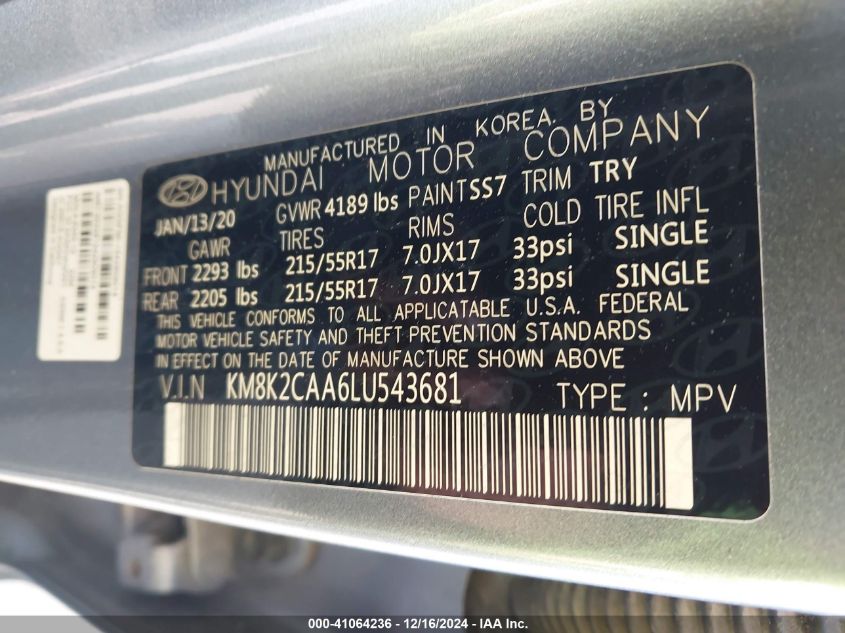 MANUFACTURED IN KOREA. BY
HYUNDAI MOTOR COMPANY
JAN/13/20 GVWR 4189 lbs PAINT SS7 TRIM TRY
GAWR TIRES RIMS COLD TIRE INFL
FRONT 2293 lbs 215/55R17 7.0JX17 33psi SINGLE
REAR 2205 lbs 215/55R17 7.0JX17 33psi SINGLE
THIS VEHICLE CONFORMS TO ALL APPLICATABLE U.S.A. FEDERAL
MOTOR VEHICLE SAFETY AND THEFT PREVENTION STANDARDS
IN EFFECT ON THE DATE OF MANUFACTURE SHOWN ABOVE
V.I.N KM8K2CAA6LU543681 TYPE : MPV
000-41064236 - 12/16/2024 - IAA Inc.